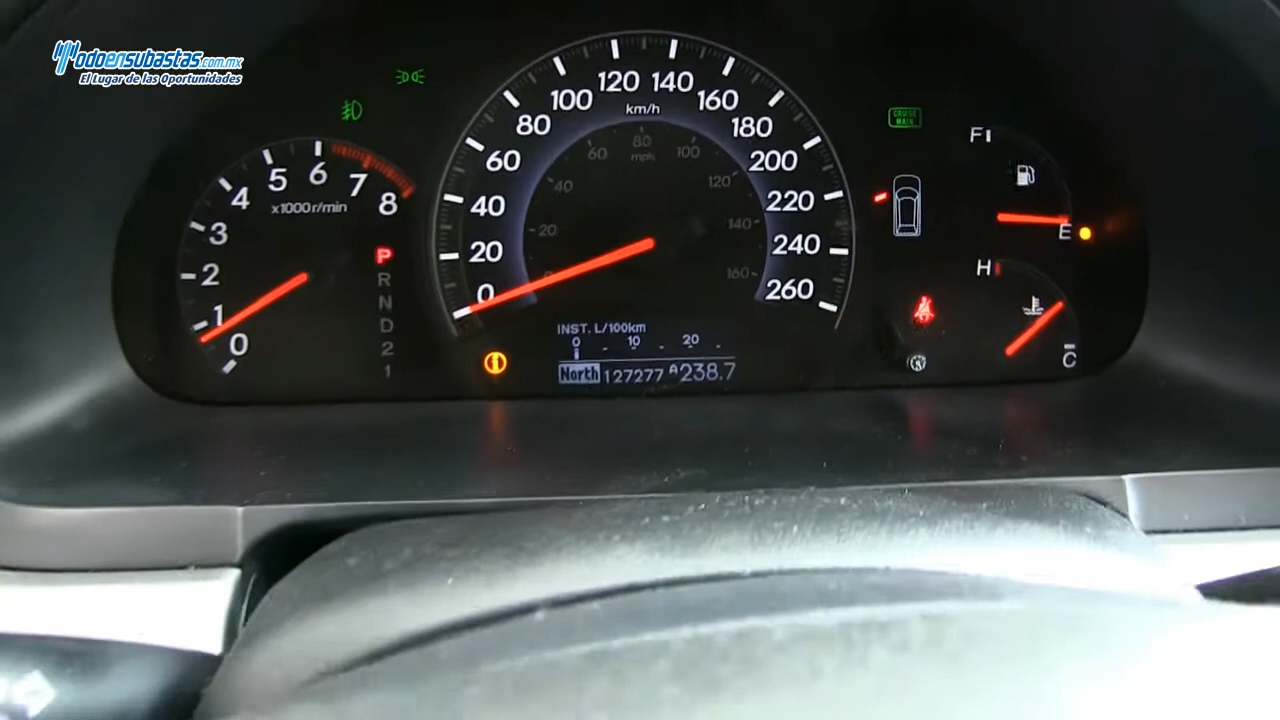 todoensubastas.com.mx
El Lugar de las Oportunidades
0 1 2 3 4 5 6 7 8
x1000 r/min
P
R
N
D
2
1
0 20 40 60 80 100 120 140 160 180 200 220 240 260
km/h
0 20 40 60 80 100 120 140 160
mph
INST. L/100km
0 10 20
North 127277 A 238.7
CRUISE
MAIN
F
E
H
C